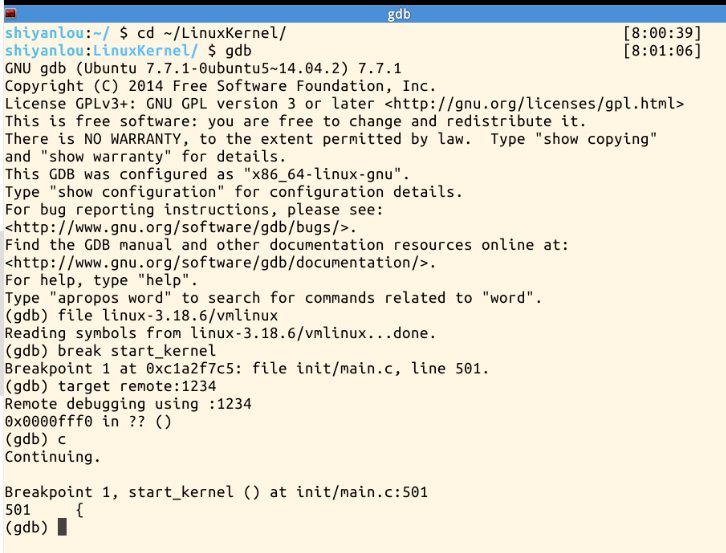 gdb
shiyanlou:~/ $ cd ~/LinuxKernel/ [8:00:39]
shiyanlou:LinuxKernel/ $ gdb [8:01:06]
GNU gdb (Ubuntu 7.7.1-0ubuntu5~14.04.2) 7.7.1
Copyright (C) 2014 Free Software Foundation, Inc.
License GPLv3+: GNU GPL version 3 or later <http://gnu.org/licenses/gpl.html>
This is free software: you are free to change and redistribute it.
There is NO WARRANTY, to the extent permitted by law.  Type "show copying"
and "show warranty" for details.
This GDB was configured as "x86_64-linux-gnu".
Type "show configuration" for configuration details.
For bug reporting instructions, please see:
<http://www.gnu.org/software/gdb/bugs/>.
Find the GDB manual and other documentation resources online at:
<http://www.gnu.org/software/gdb/documentation/>.
For help, type "help".
Type "apropos word" to search for commands related to "word".
(gdb) file linux-3.18.6/vmlinux
Reading symbols from linux-3.18.6/vmlinux...done.
(gdb) break start_kernel
Breakpoint 1 at 0xc1a2f7c5: file init/main.c, line 501.
(gdb) target remote:1234
Remote debugging using :1234
0x0000fff0 in ?? ()
(gdb) c
Continuing.
Breakpoint 1, start_kernel () at init/main.c:501
501     {
(gdb)